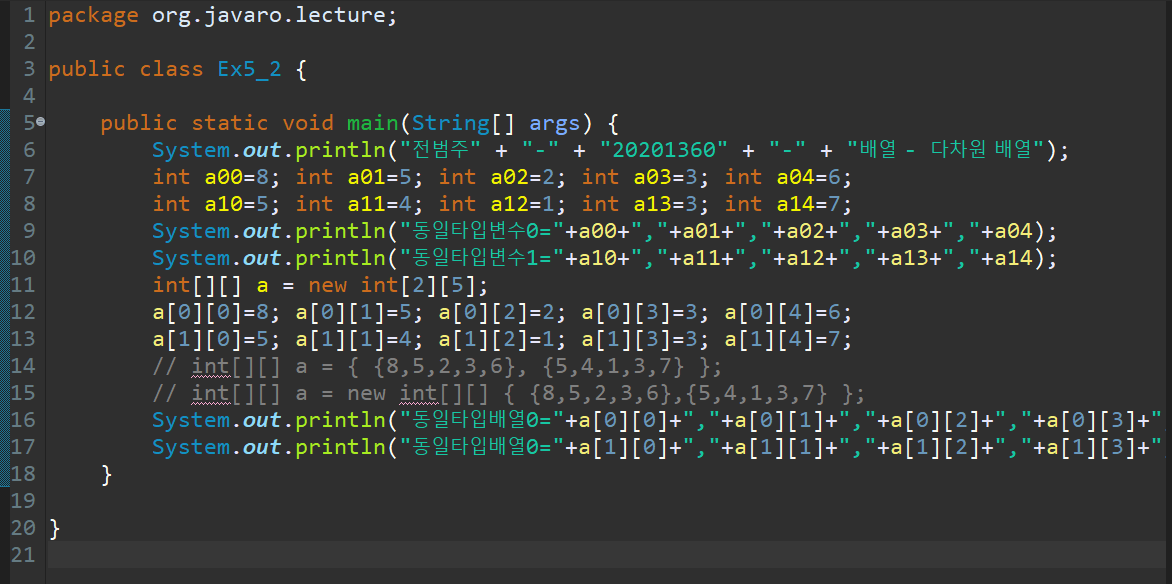 1 package org.javaro.lecture;
2
3 public class Ex5_2 {
4
5     public static void main(String[] args) {
6         System.out.println("전범주" + "-" + "20201360" + "-" + "배열 - 다차원 배열");
7         int a00=8; int a01=5; int a02=2; int a03=3; int a04=6;
8         int a10=5; int a11=4; int a12=1; int a13=3; int a14=7;
9         System.out.println("동일타입변수0="+a00+","+a01+","+a02+","+a03+","+a04);
10         System.out.println("동일타입변수1="+a10+","+a11+","+a12+","+a13+","+a14);
11         int[][] a = new int[2][5];
12         a[0][0]=8; a[0][1]=5; a[0][2]=2; a[0][3]=3; a[0][4]=6;
13         a[1][0]=5; a[1][1]=4; a[1][2]=1; a[1][3]=3; a[1][4]=7;
14         // int[][] a = { {8,5,2,3,6}, {5,4,1,3,7} };
15         // int[][] a = new int[][] { {8,5,2,3,6},{5,4,1,3,7} };
16         System.out.println("동일타입배열0="+a[0][0]+","+a[0][1]+","+a[0][2]+","+a[0][3]+"
17         System.out.println("동일타입배열0="+a[1][0]+","+a[1][1]+","+a[1][2]+","+a[1][3]+"
18     }
19
20 }
21